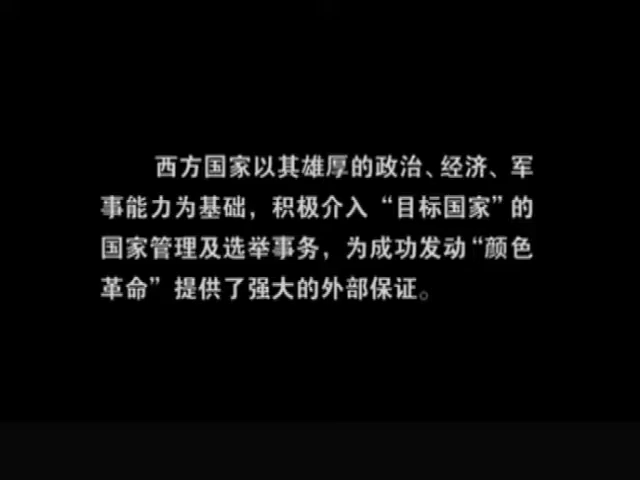 西方国家以其雄厚的政治、经济、军
事能力为基础，积极介入“目标国家”的
国家管理及选举事务，为成功发动“颜色
革命”提供了强大的外部保证。